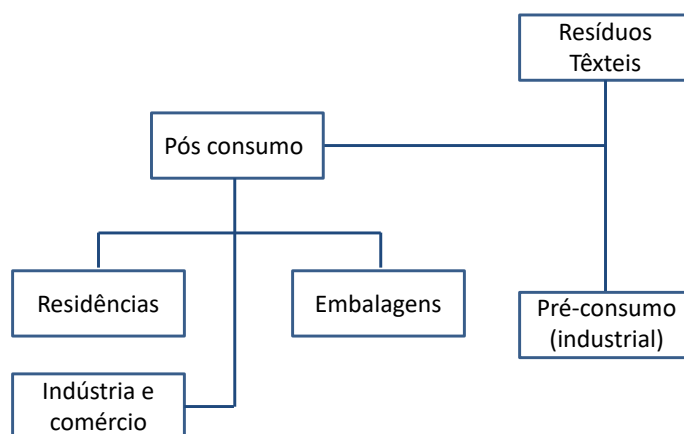 Resíduos
Têxteis
Pós consumo
Residências
Embalagens
Pré-consumo
(industrial)
Indústria e
comércio